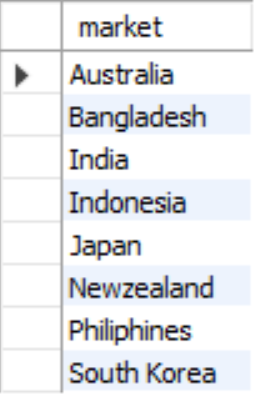 market
Australia
Bangladesh
India
Indonesia
Japan
Newzealand
Philiphines
South Korea